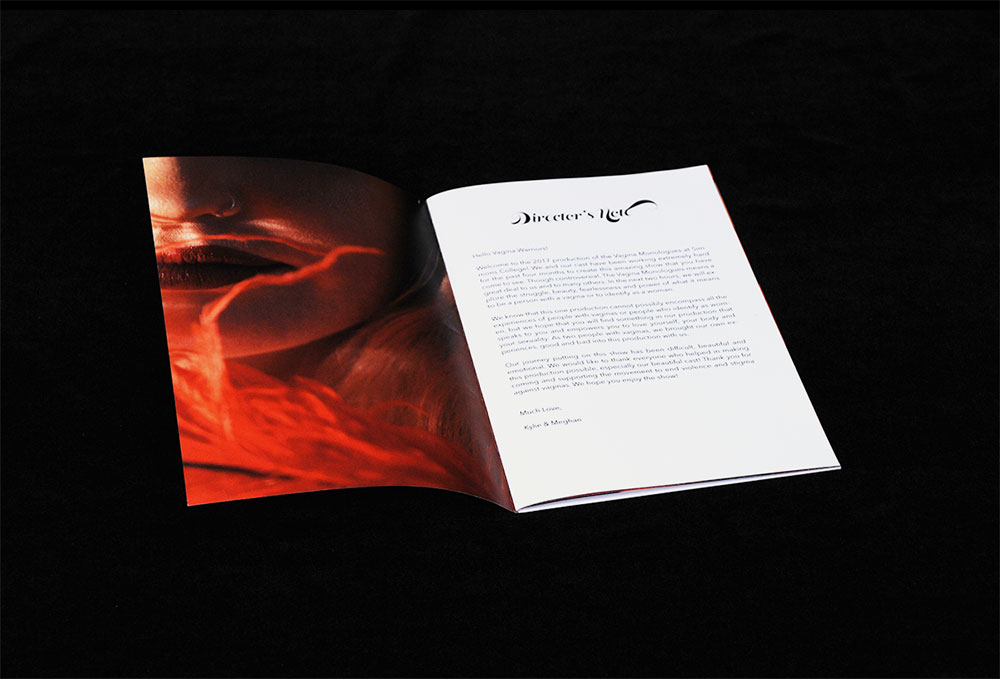 Director's Note
Hello Vagina Warriors!
Welcome to the 2017 production of the Vagina Monologues at Sim-
mons College! We and our cast have been working extremely hard
for the past four months to create this amazing show that you have
come to see. Though controversial, The Vagina Monologues means a
great deal to us and to many others. In the next two hours, we will ex-
plore the struggle, beauty, fearlessness and power of what it means
to be a person with a vagina or to identify as a woman.
We know that this one production cannot possibly encompass all the
experiences of people with vaginas or people who identify as wom-
en, but we hope that you will find something in our production that
speaks to you and empowers you to love yourself, your body and
your sexuality. As two people with vaginas, we brought our own ex-
periences, good and bad into this production with us.
Our journey putting on this show has been difficult, beautiful and
emotional. We would like to thank everyone who helped in making
this production possible, especially our beautiful cast! Thank you for
coming and supporting the movement to end violence and stigma
against vaginas. We hope you enjoy the show!
Much Love,
Kylie & Meghan